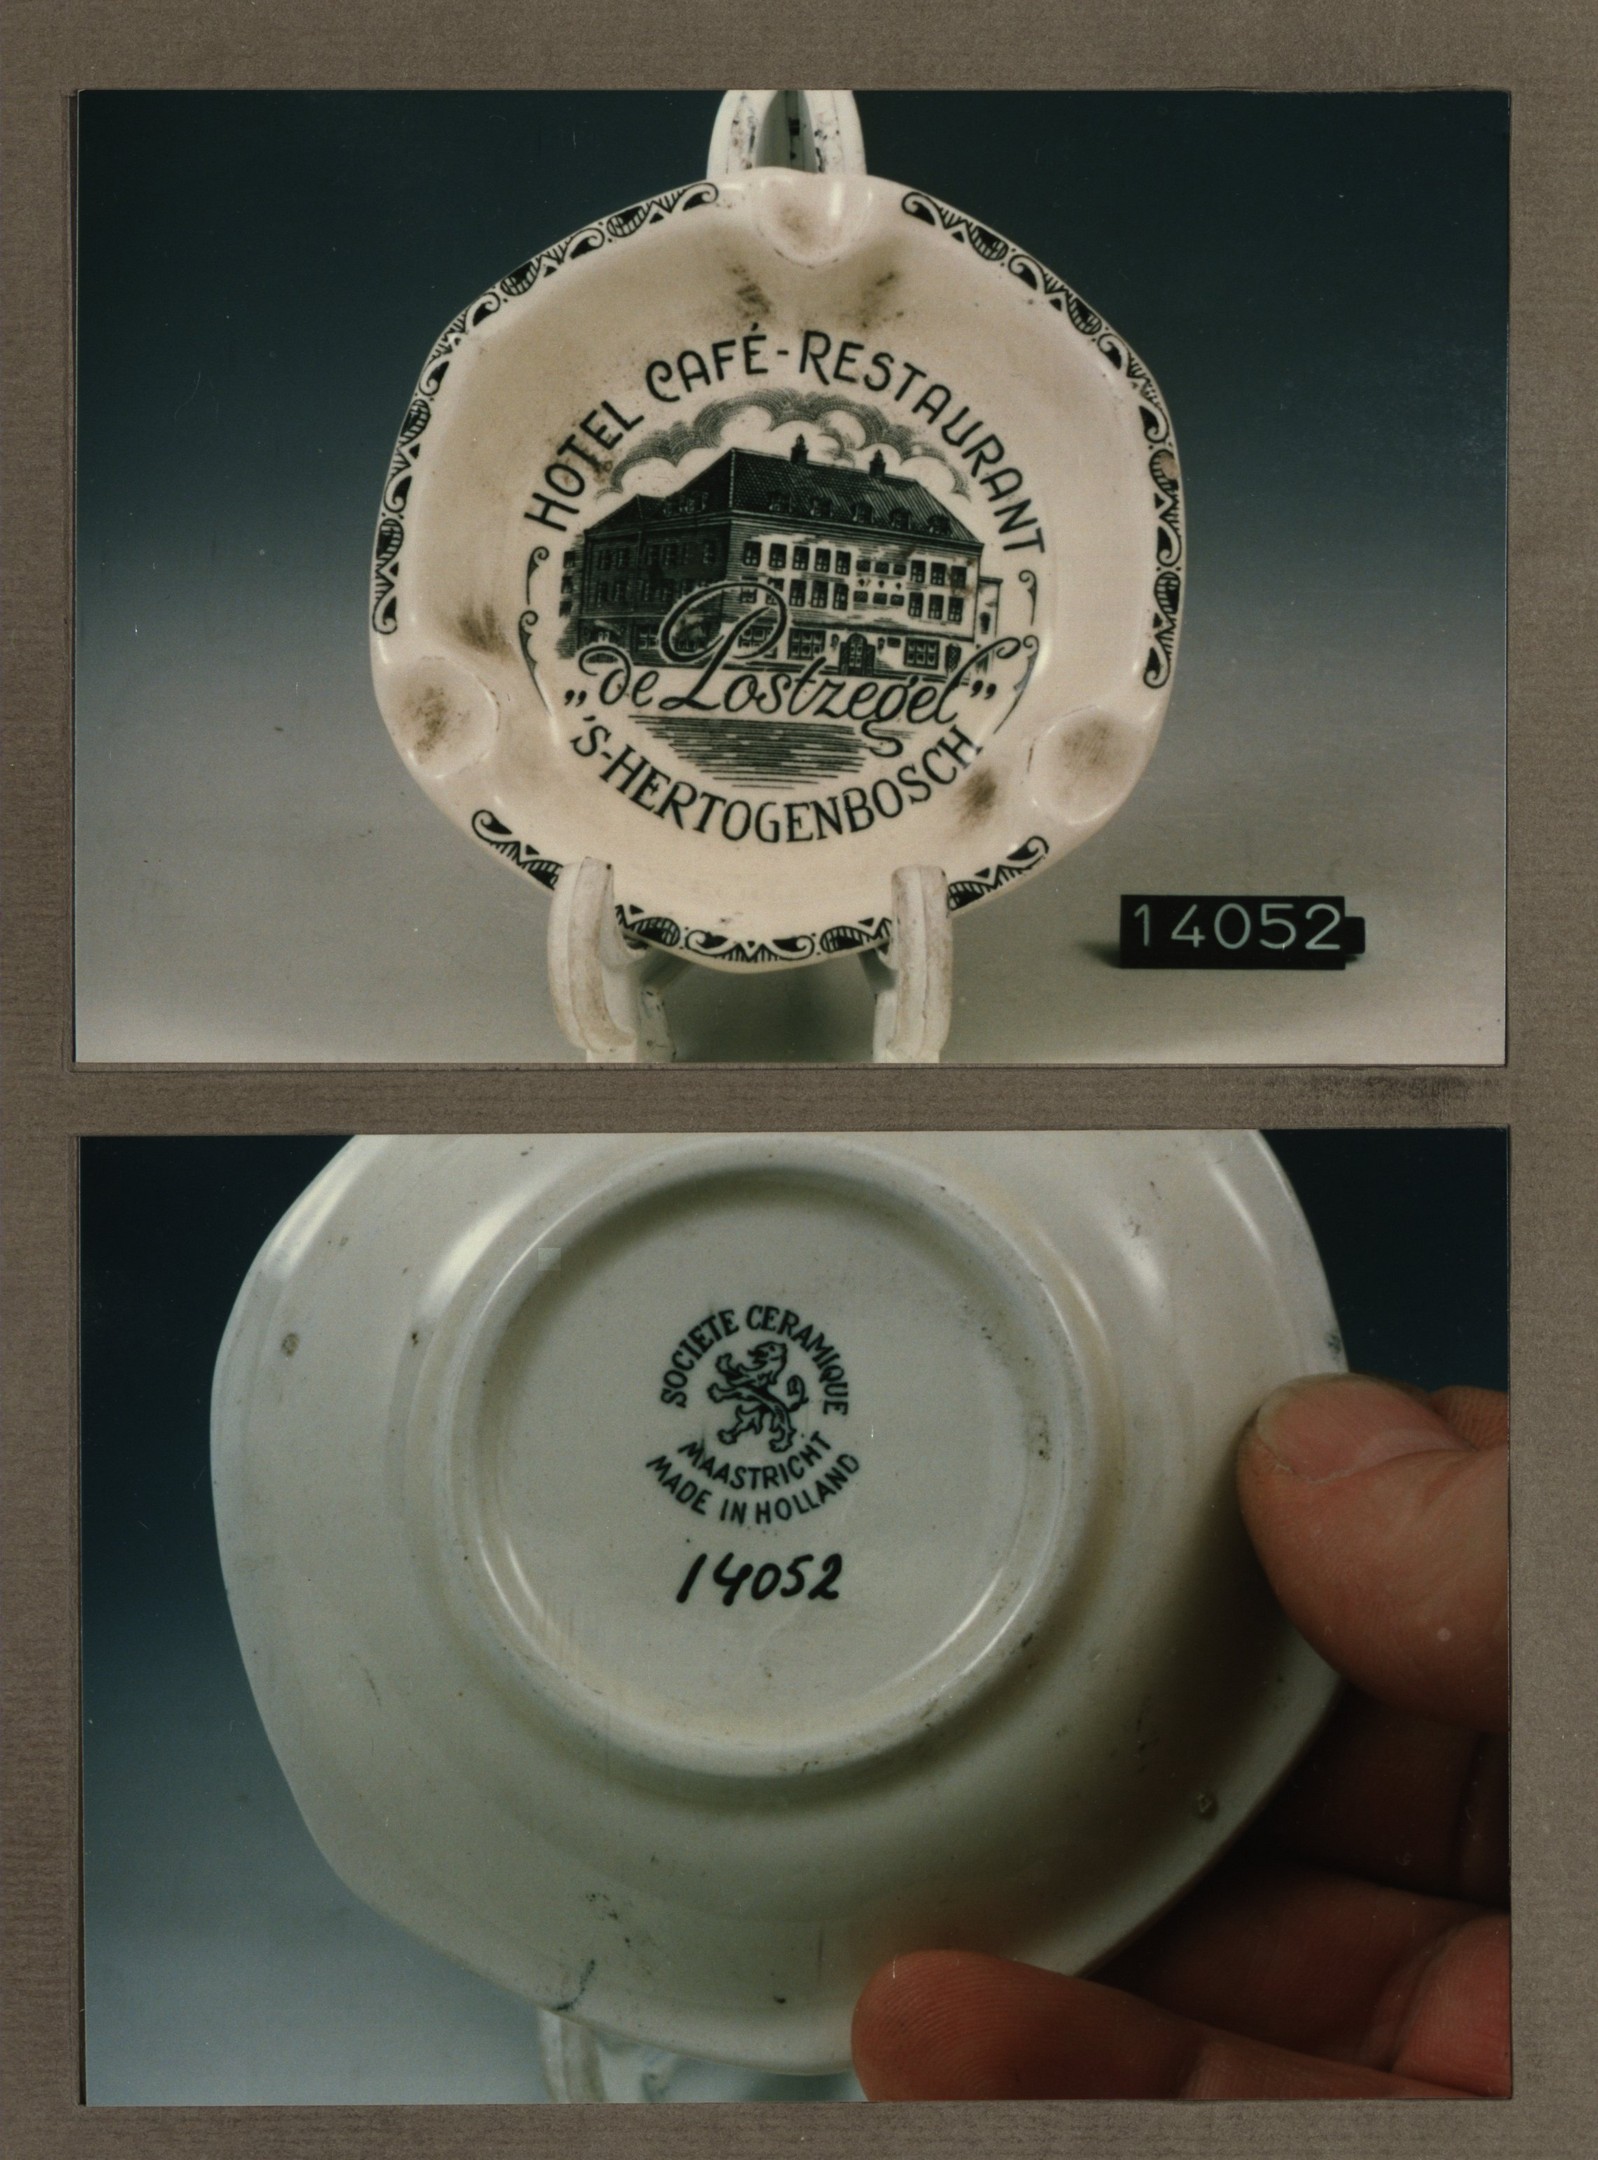 HOTEL CAFÉ-RESTAURANT
„de Postzegel”
'S-HERTOGENBOSCH
14052
SOCIETE CERAMIQUE
MAASTRICHT
MADE IN HOLLAND
14052